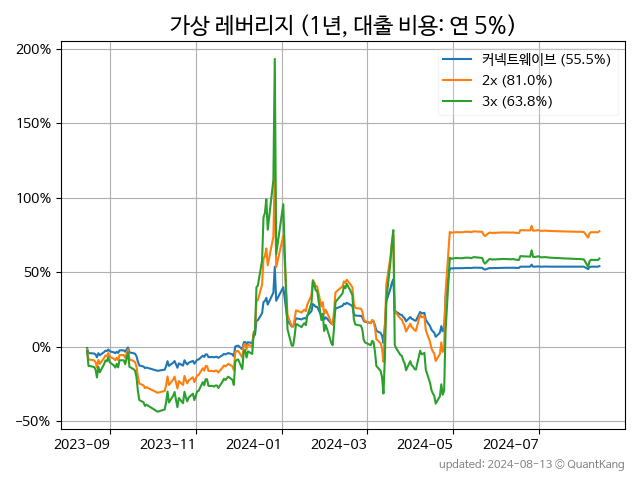 가상 레버리지 (1년, 대출 비용: 연 5%)
200%
150%
100%
50%
0%
−50%
커넥트웨이브 (55.5%)
2x (81.0%)
3x (63.8%)
2023-09 2023-11 2024-01 2024-03 2024-05 2024-07
updated: 2024-08-13 © QuantKang